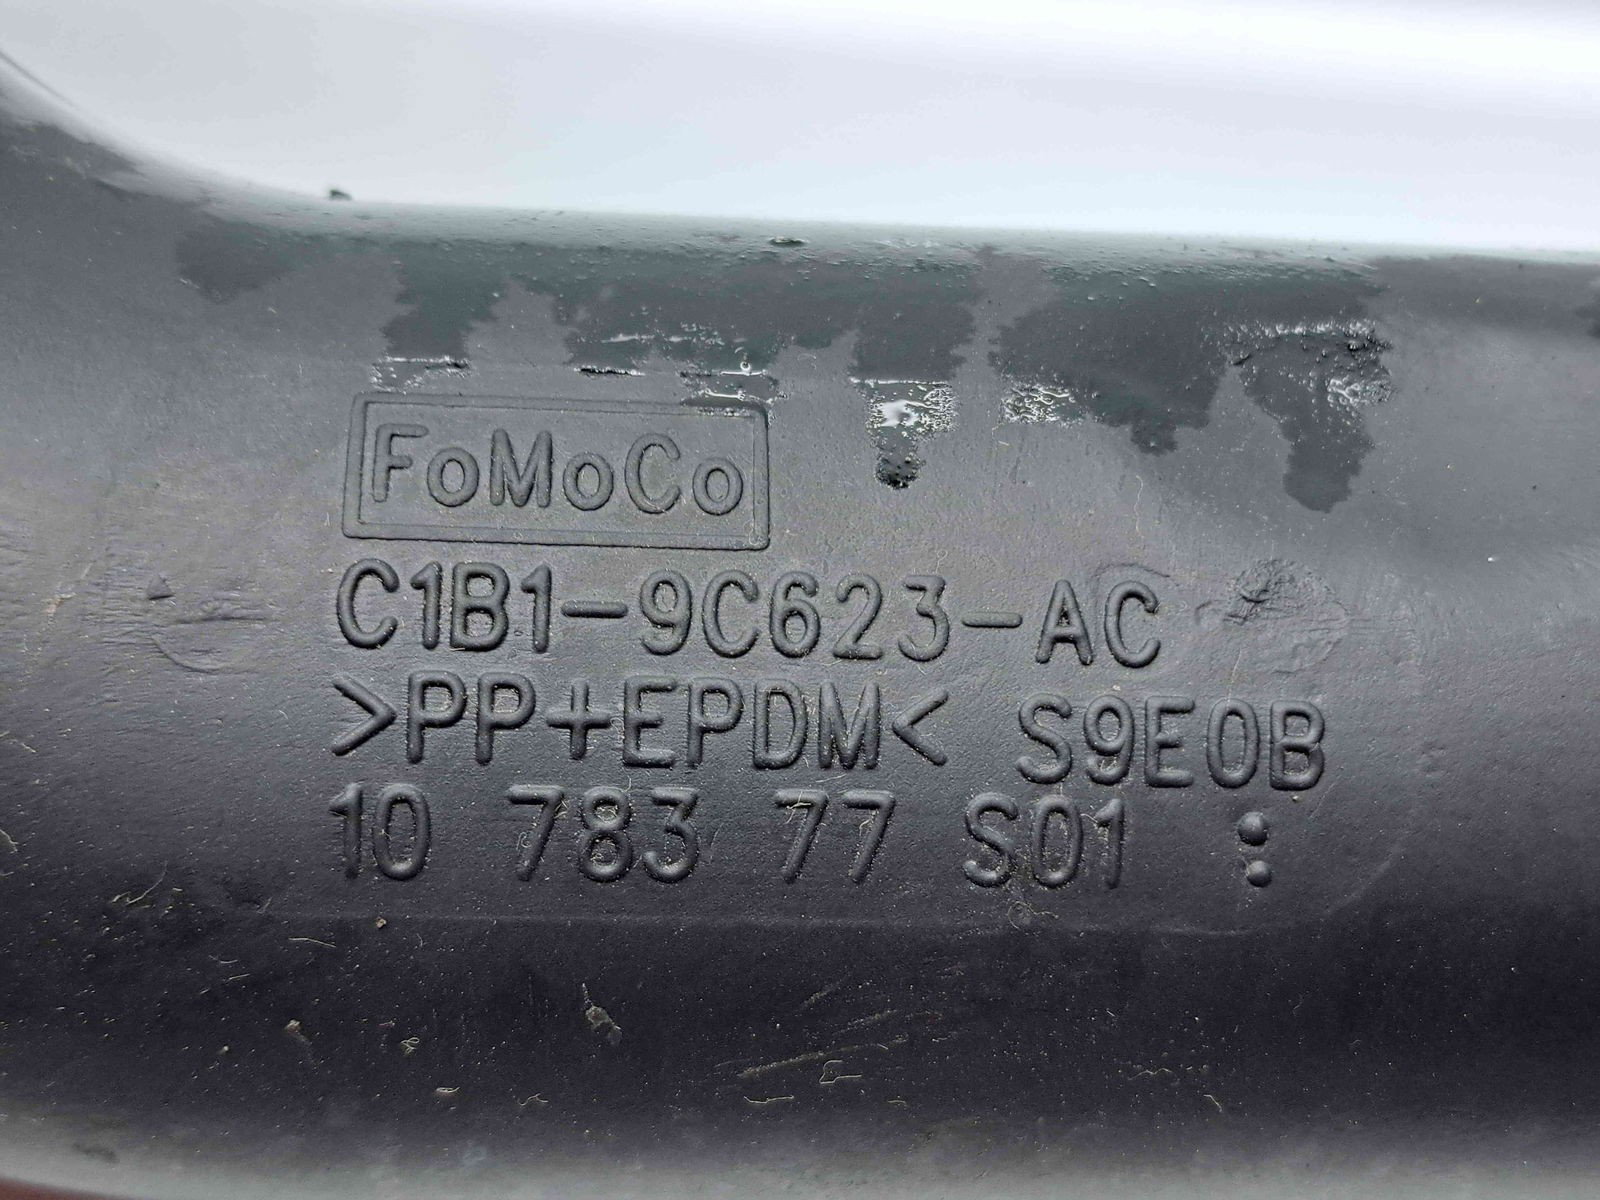 FoMoCo
C1B1-9C623-AC
>PP+EPDM< S9E0B
10 783 77 S01 :